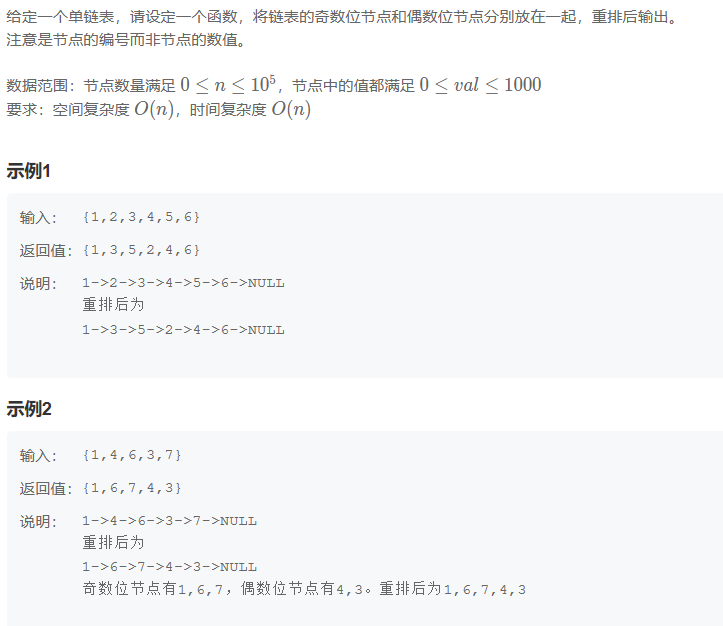 给定一个单链表，请设定一个函数，将链表的奇数位节点和偶数位节点分别放在一起，重排后输出。
注意是节点的编号而非节点的数值。
数据范围：节点数量满足 0 ≤ n ≤ 10^5，节点中的值都满足 0 ≤ val ≤ 1000
要求：空间复杂度 O(n)，时间复杂度 O(n)
示例1
输入： {1,2,3,4,5,6}
返回值：{1,3,5,2,4,6}
说明： 1->2->3->4->5->6->NULL
重排后为
1->3->5->2->4->6->NULL
示例2
输入： {1,4,6,3,7}
返回值：{1,6,7,4,3}
说明： 1->4->6->3->7->NULL
重排后为
1->6->7->4->3->NULL
奇数位节点有1,6,7，偶数位节点有4,3。重排后为1,6,7,4,3